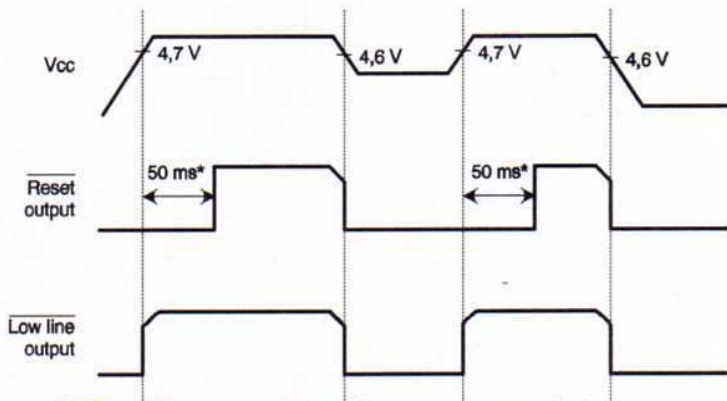 Vcc
4,7 V
4,6 V
4,7 V
4,6 V
Reset
output
50 ms*
50 ms*
Low line
output